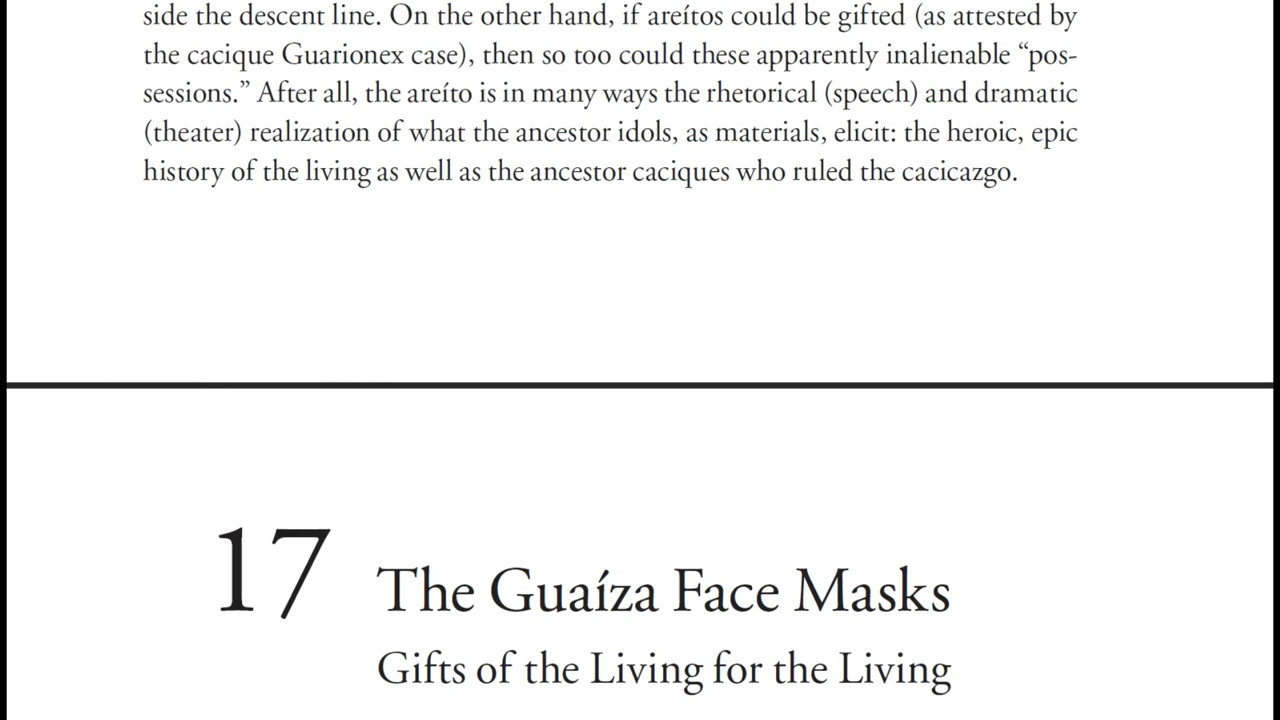 side the descent line. On the other hand, if areítos could be gifted (as attested by
the cacique Guarionex case), then so too could these apparently inalienable “pos-
sessions.” After all, the areíto is in many ways the rhetorical (speech) and dramatic
(theater) realization of what the ancestor idols, as materials, elicit: the heroic, epic
history of the living as well as the ancestor caciques who ruled the cacicazgo.
17 The Guaíza Face Masks
Gifts of the Living for the Living